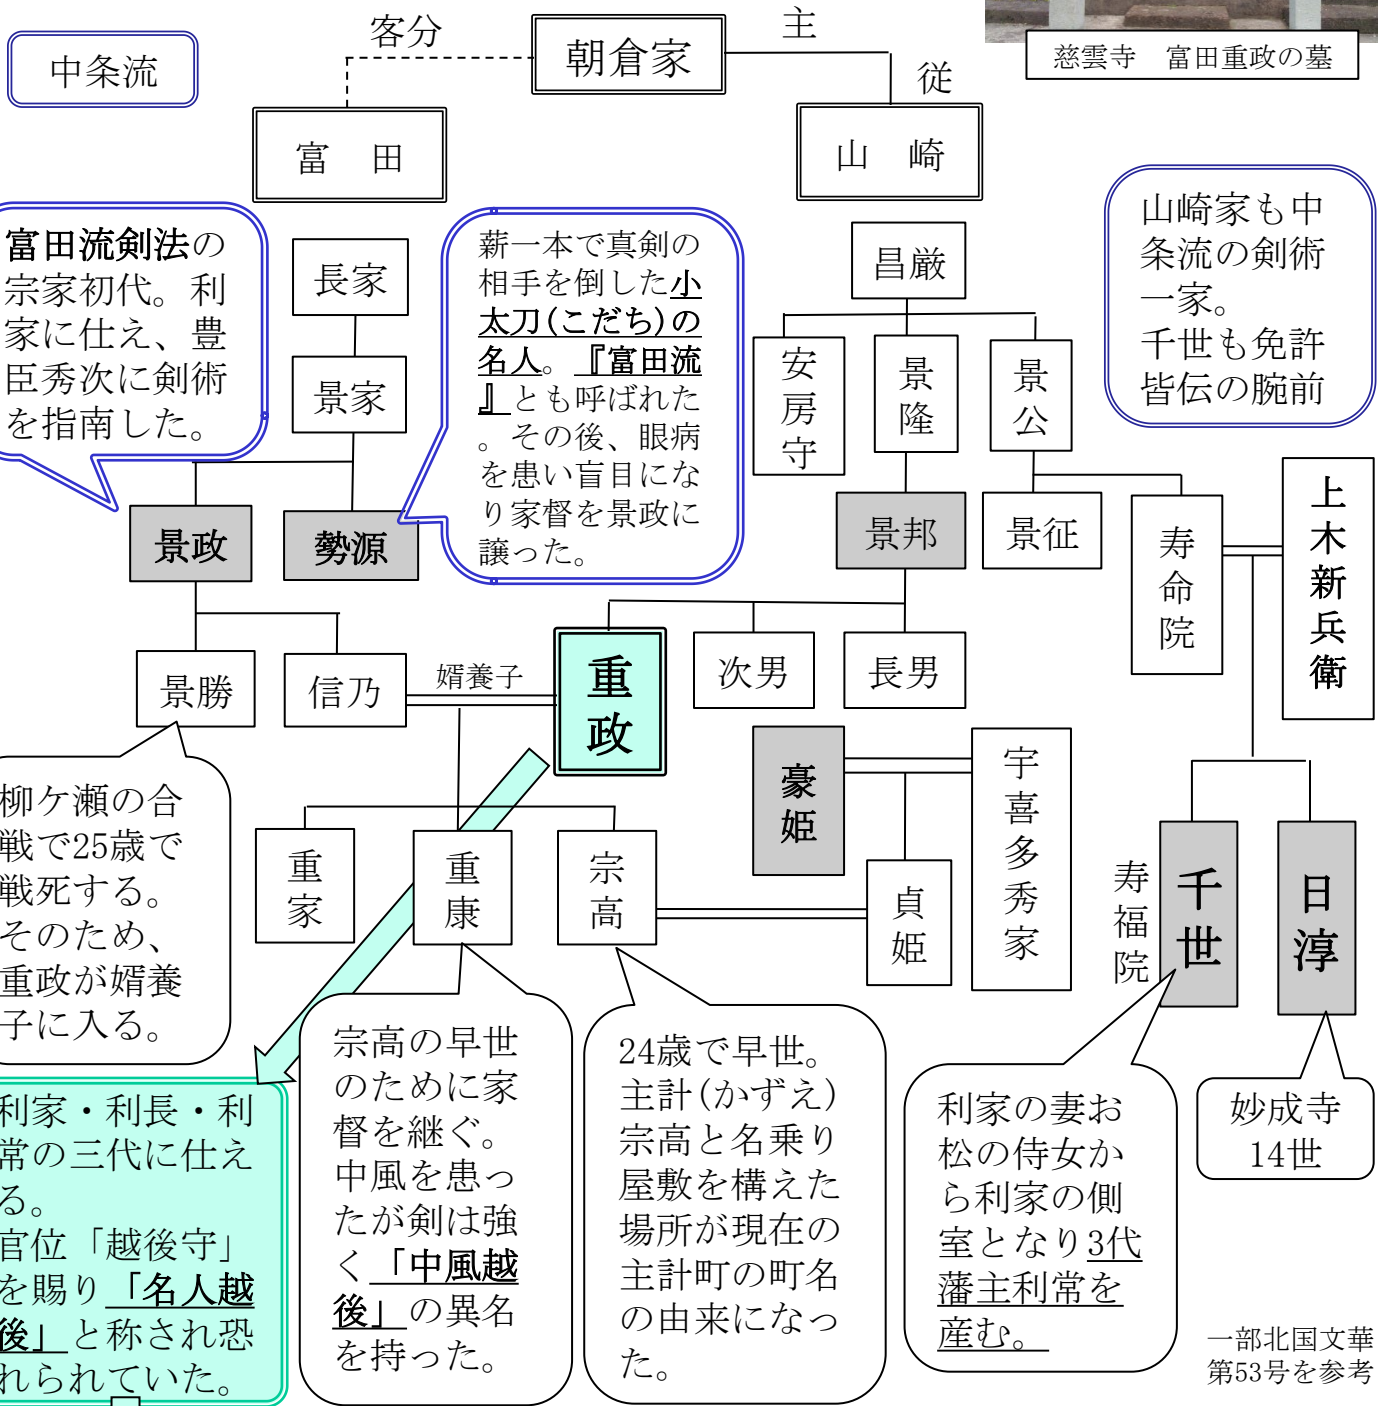 中条流
客分
朝倉家
主
従
慈雲寺　富田重政の墓
富　田
山　崎
富田流剣法の
宗家初代。利
家に仕え、豊
臣秀次に剣術
を指南した。
長家
景家
薪一本で真剣の
相手を倒した小
太刀(こだち)の
名人。『富田流
』とも呼ばれた
。その後、眼病
を患い盲目にな
り家督を景政に
譲った。
昌厳
安房守
景隆
景公
山崎家も中
条流の剣術
一家。
千世も免許
皆伝の腕前
景政
勢源
景邦
景征
寿命院
上木新兵衛
景勝
信乃
婿養子
重政
次男
長男
豪姫
宇喜多秀家
柳ケ瀬の合
戦で25歳で
戦死する。
そのため、
重政が婿養
子に入る。
重家
重康
宗高
貞姫
寿福院
千世
日淳
利家・利長・利
常の三代に仕え
る。
官位「越後守」
を賜り「名人越
後」と称され恐
れられていた。
宗高の早世
のために家
督を継ぐ。
中風を患っ
たが剣は強
く「中風越
後」の異名
を持った。
24歳で早世。
主計(かずえ)
宗高と名乗り
屋敷を構えた
場所が現在の
主計町の町名
の由来になっ
た。
利家の妻お
松の侍女か
ら利家の側
室となり3代
藩主利常を
産む。
妙成寺
14世
一部北国文華
第53号を参考